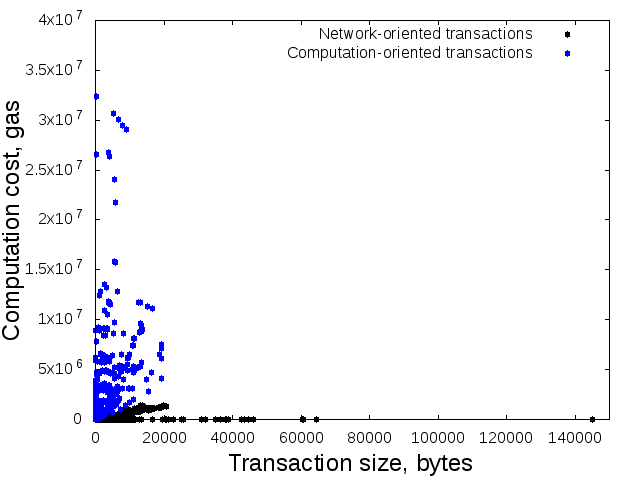 4x10^7
3.5x10^7
3x10^7
2.5x10^7
2x10^7
1.5x10^7
1x10^7
5x10^6
0
Computation cost, gas
Network-oriented transactions
Computation-oriented transactions
0 20000 40000 60000 80000 100000 120000 140000
Transaction size, bytes